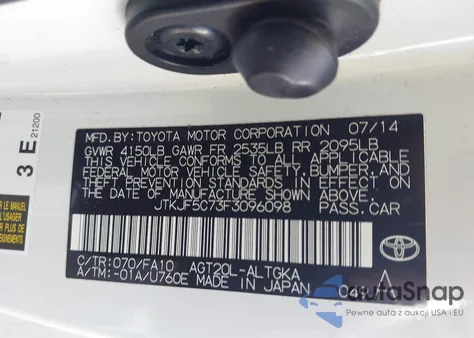 3 E 21200
L'USAGER
MFD. BY: TOYOTA MOTOR CORPORATION 07/14
GVWR 4150LB GAWR FR 2535LB RR 2095LB
THIS VEHICLE CONFORMS TO ALL APPLICABLE
FEDERAL MOTOR VEHICLE SAFETY, BUMPER, AND
THEFT PREVENTION STANDARDS IN EFFECT ON
THE DATE OF MANUFACTURE SHOWN ABOVE.
JTKJF5C73F3096098 PASS.CAR
C/TR: 070/FA10 AGT20L-ALTGKA
A/TM: -01A/U760E MADE IN JAPAN
TOYOTA
autoSnap
Pewne auta z aukcji USA i EU